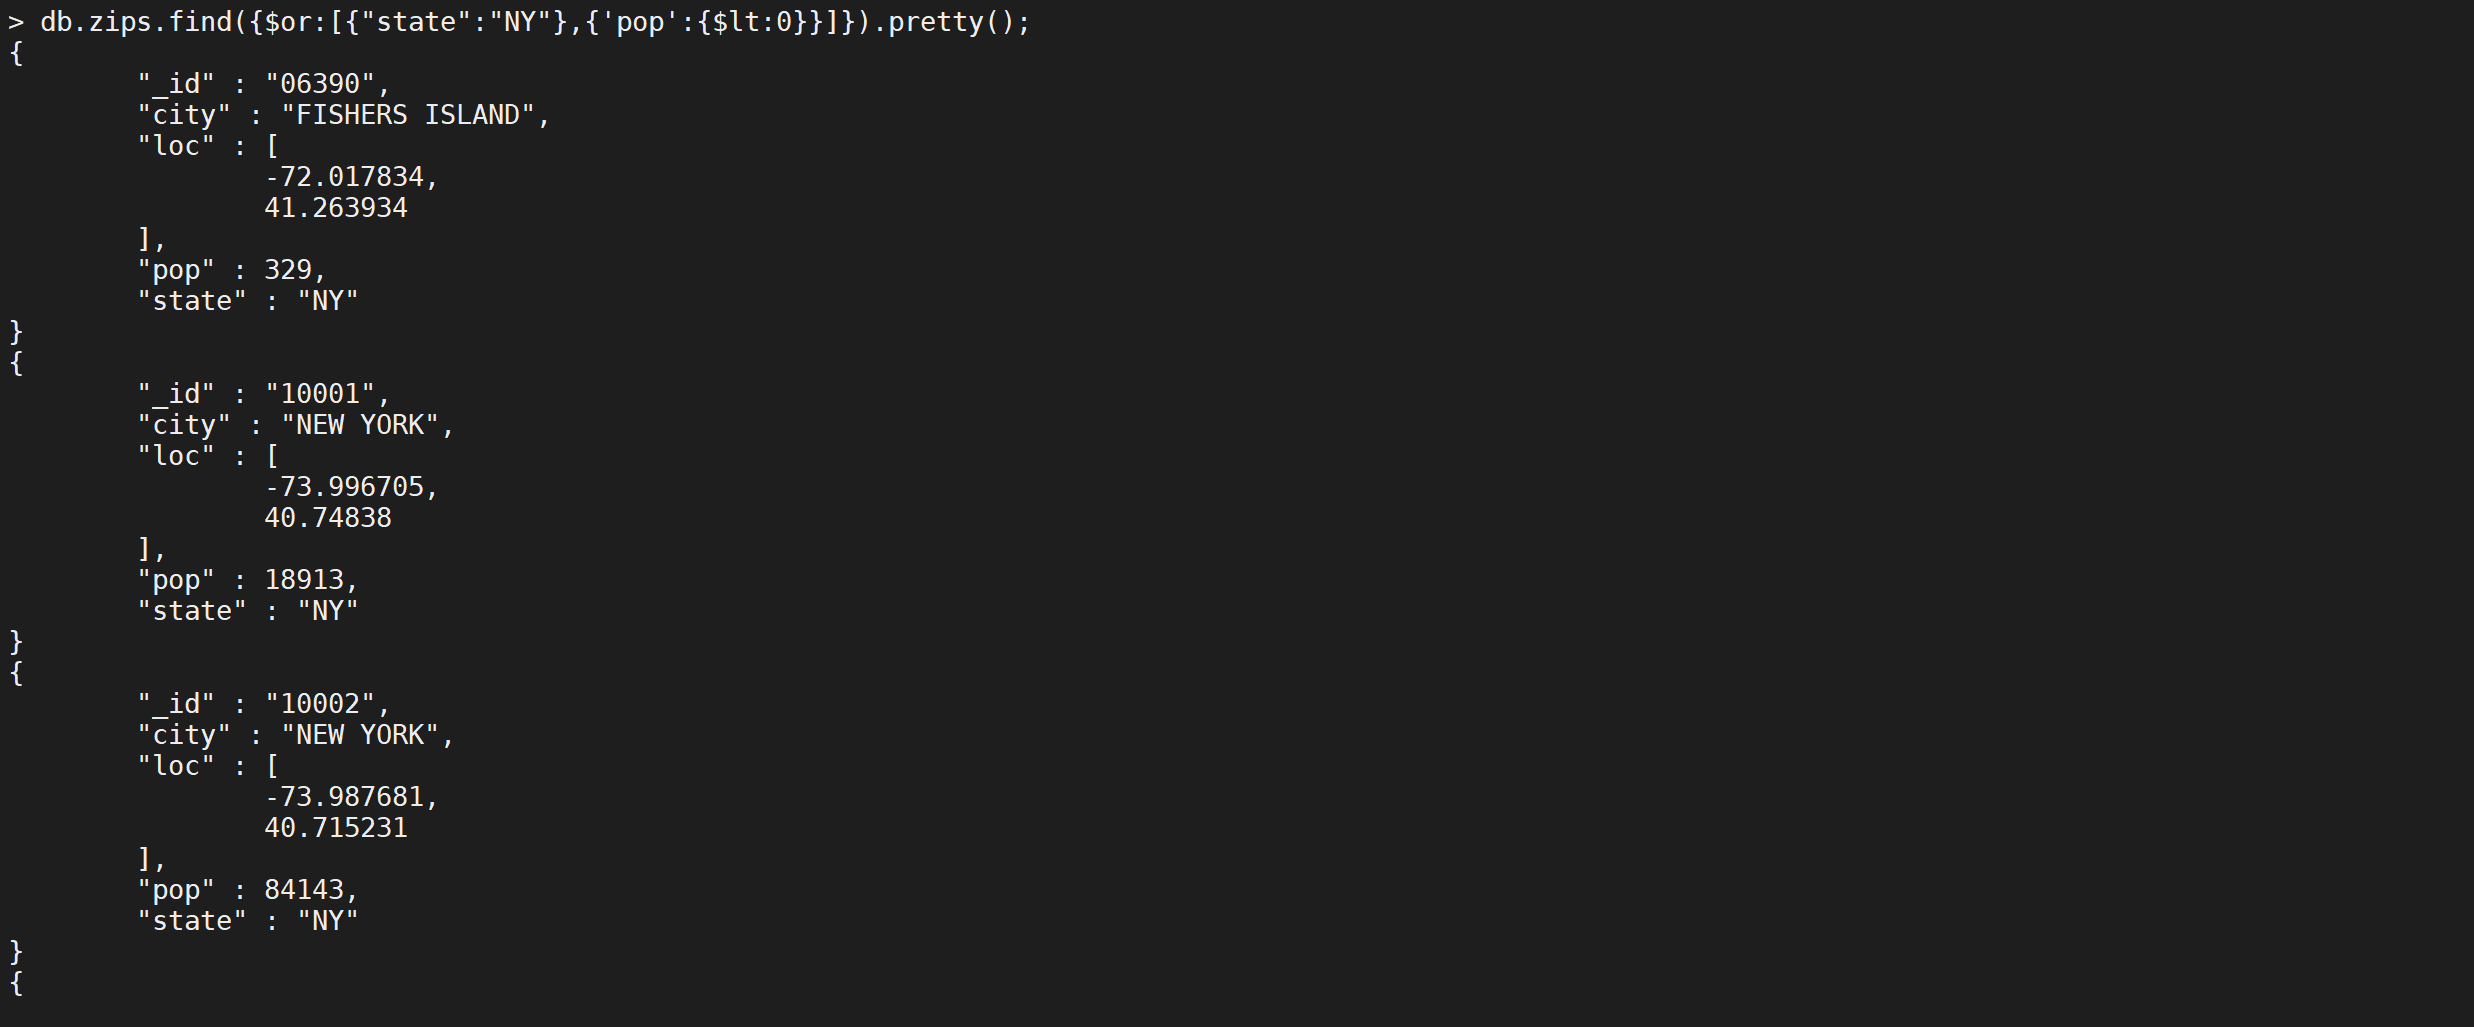 > db.zips.find({$or:[{"state":"NY"},{'pop':{$lt:0}}]}).pretty();
{
        "_id" : "06390",
        "city" : "FISHERS ISLAND",
        "loc" : [
                -72.017834,
                41.263934
        ],
        "pop" : 329,
        "state" : "NY"
}
{
        "_id" : "10001",
        "city" : "NEW YORK",
        "loc" : [
                -73.996705,
                40.74838
        ],
        "pop" : 18913,
        "state" : "NY"
}
{
        "_id" : "10002",
        "city" : "NEW YORK",
        "loc" : [
                -73.987681,
                40.715231
        ],
        "pop" : 84143,
        "state" : "NY"
}
{